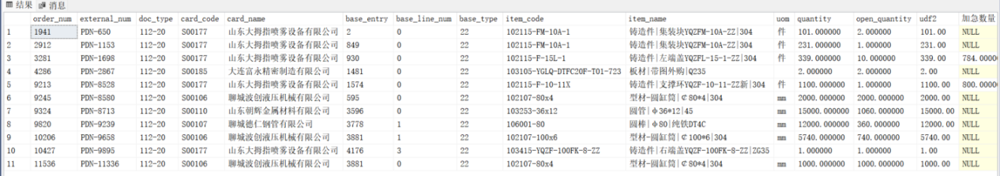 结果 消息
order_num external_num doc_type card_code card_name base_entry base_line_num base_type item_code item_name uom quantity open_quantity udf2 加急数量
1 1941 PDN-650 112-20 S00177 山东大拇指喷雾设备有限公司 2 0 22 102115-FM-10A-1 铸造件|集装块YQZFM-10A-ZZ|304 件 101.000000 2.000000 101.00 NULL
2 2912 PDN-1153 112-20 S00177 山东大拇指喷雾设备有限公司 849 0 22 102115-FM-10A-1 铸造件|集装块YQZFM-10A-ZZ|304 件 231.000000 1.000000 231.00 NULL
3 3281 PDN-1698 112-20 S00177 山东大拇指喷雾设备有限公司 930 0 22 102115-F-15L-1 铸造件|左端盖YQZFL-15-1-ZZ|304 件 339.000000 10.000000 339.00 784.00000
4 4286 PDN-2867 112-20 S00185 大连富永精密制造有限公司 1481 0 22 103105-YGLQ-DTFC20F-T01-723 板材|带图外购|Q235 2.000000 2.000000 2.00 NULL
5 9213 PDN-8528 112-20 S00177 山东大拇指喷雾设备有限公司 1574 0 22 102115-F-10-11X 铸造件|支撑环YQZF-10-11-ZZ新|304 件 1100.000000 1.000000 1100.00 800.00000
6 9245 PDN-8580 112-20 S00106 聊城波创液压机械有限公司 595 0 22 102107-80x4 型材-圆缸筒|¢80*4|304 mm 2000.000000 2000.000000 2000.00 NULL
7 9324 PDN-8713 112-20 S00110 山东朝辉金属材料有限公司 3596 0 22 103253-36x12 圆管|φ36*12|45 mm 15000.000000 1060.000000 15000.00 NULL
8 9820 PDN-9239 112-20 S00107 聊城德仁钢管有限公司 3778 1 22 106001-80 圆棒|φ80|纯铁DT4C mm 12000.000000 360.000000 12000.00 NULL
9 10206 PDN-9658 112-20 S00106 聊城波创液压机械有限公司 3881 1 22 102107-100x6 型材-圆缸筒|¢100*6|304 mm 5740.000000 740.000000 5740.00 NULL
10 10427 PDN-9895 112-20 S00177 山东大拇指喷雾设备有限公司 4176 3 22 103415-YQZF-100FK-8-ZZ 铸造件|右端盖YQZF-100FK-8-ZZ|ZG35 1.000000 1.000000 1.00 NULL
11 11536 PDN-11336 112-20 S00106 聊城波创液压机械有限公司 3881 0 22 102107-80x4 型材-圆缸筒|¢80*4|304 mm 1000.000000 1000.000000 1000.00 NULL